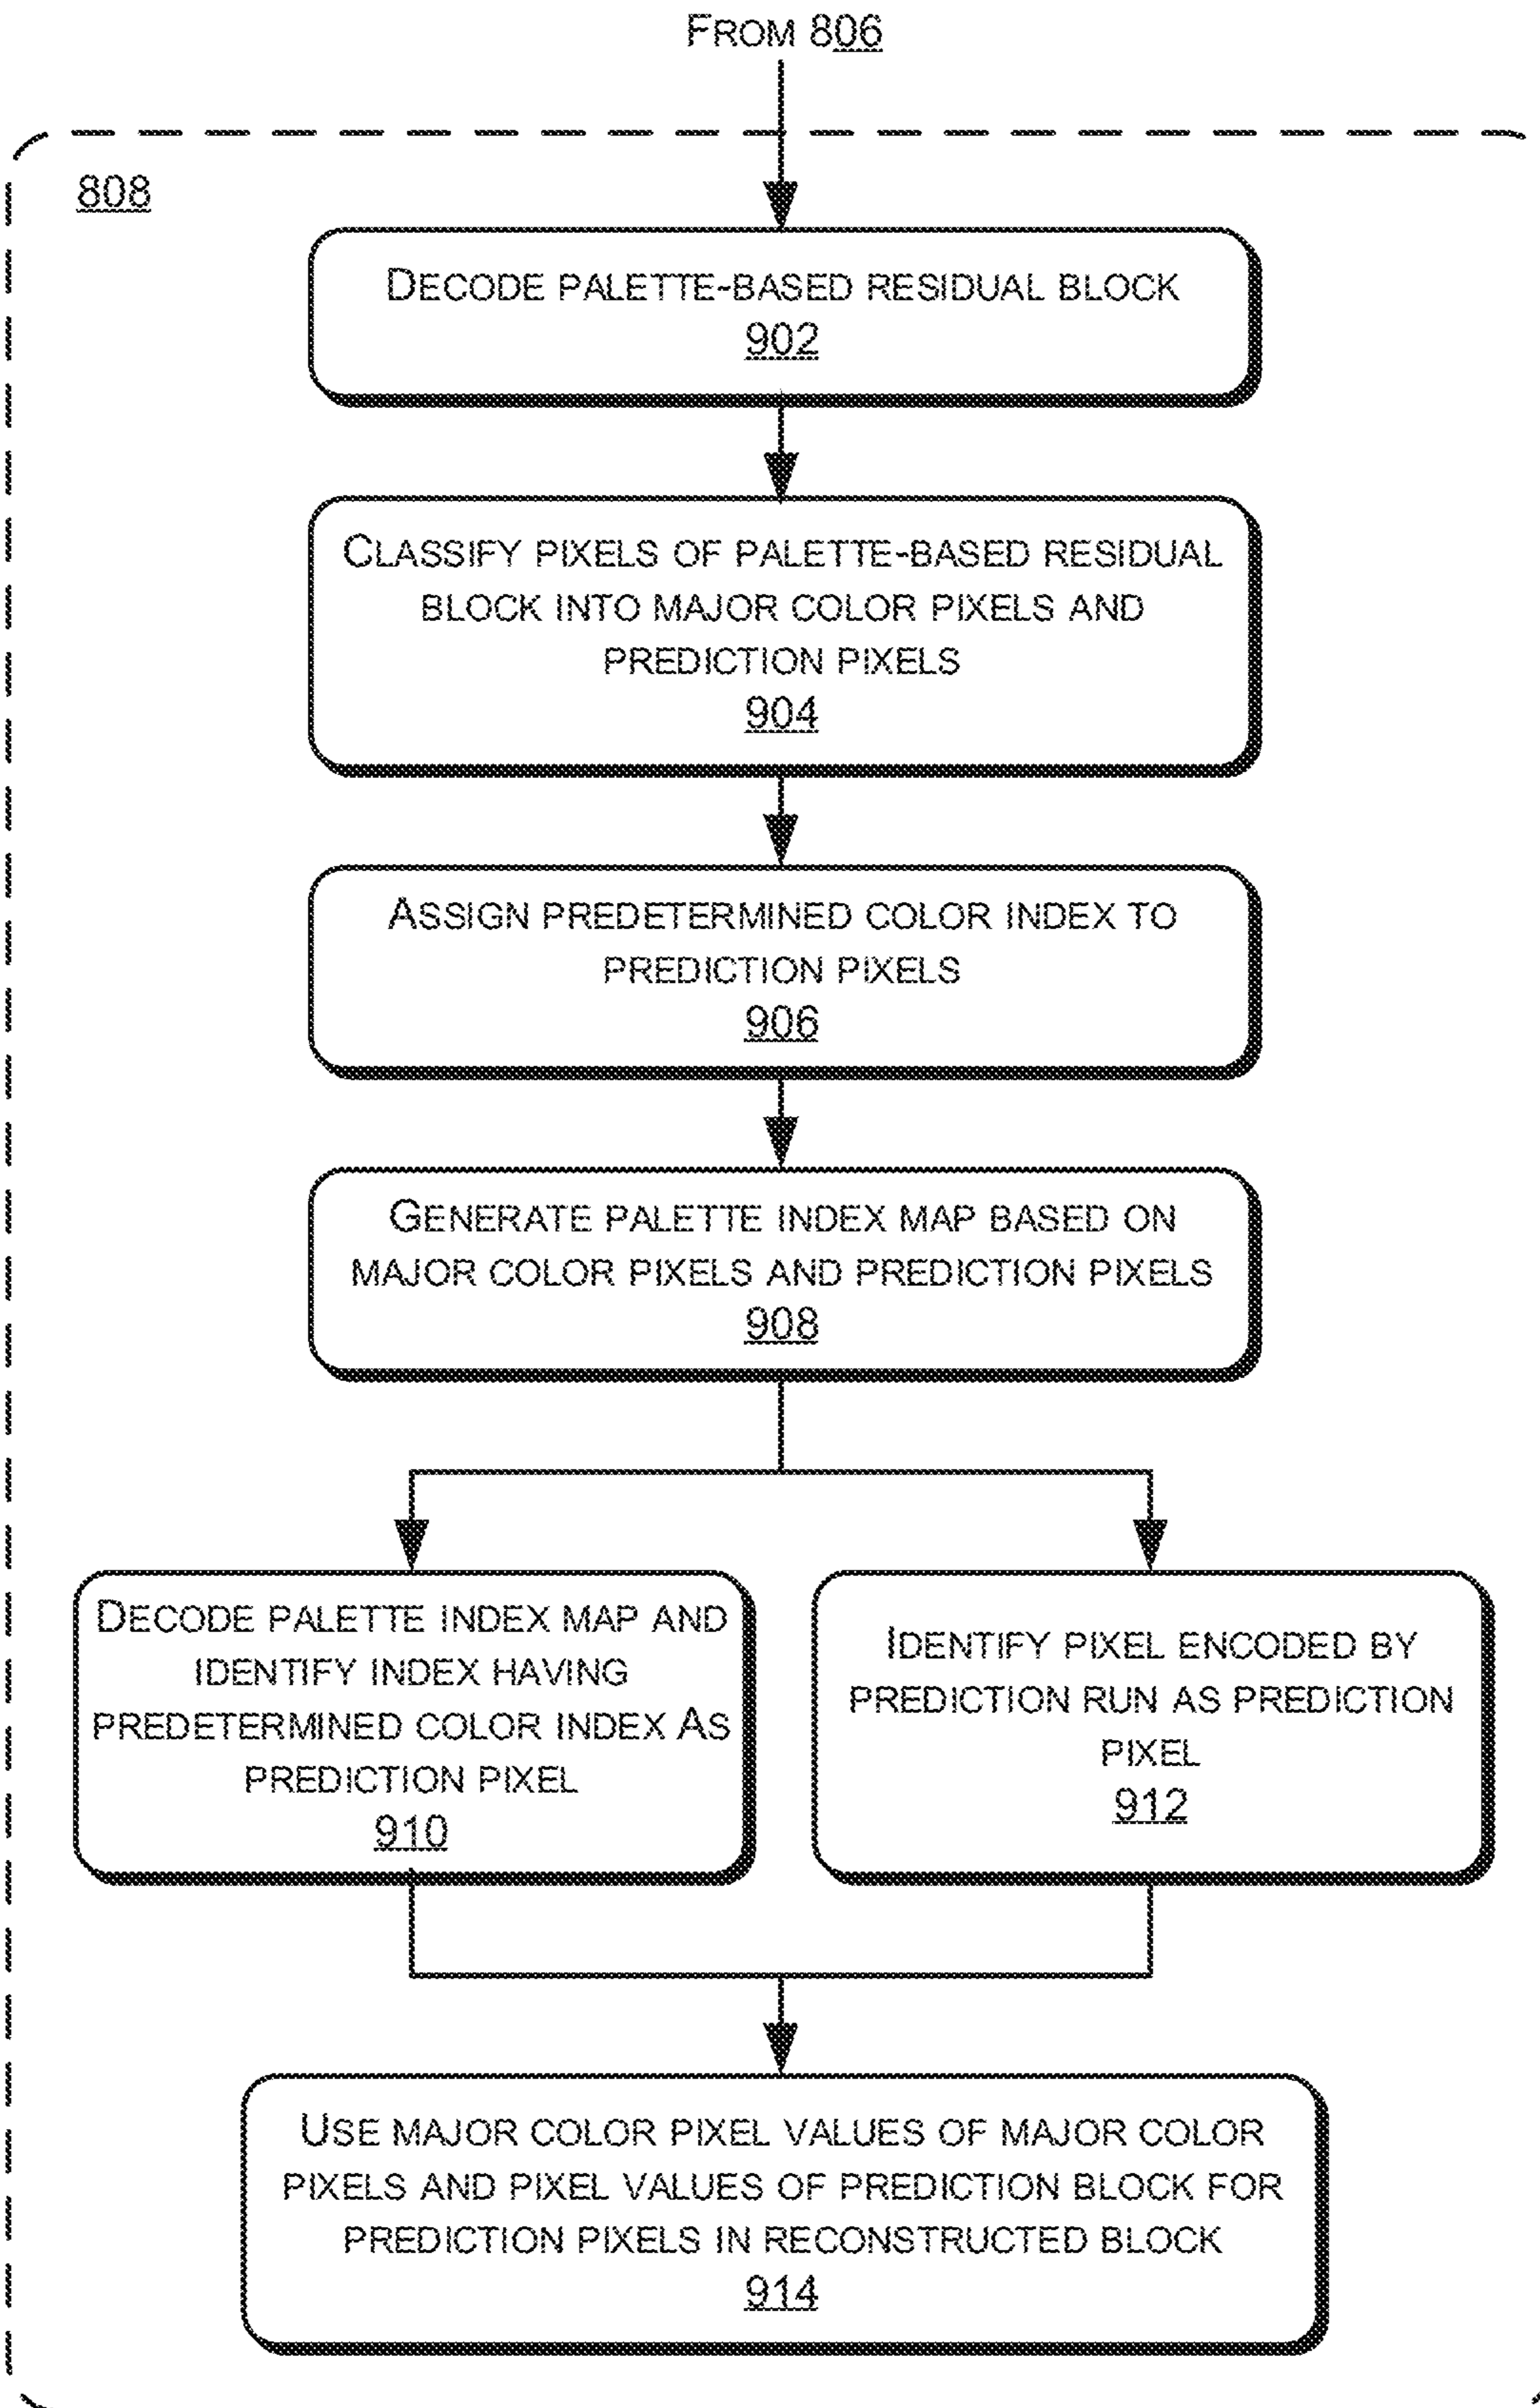 FROM 806
808
DECODE PALETTE-BASED RESIDUAL BLOCK
902
CLASSIFY PIXELS OF PALETTE-BASED RESIDUAL
BLOCK INTO MAJOR COLOR PIXELS AND
PREDICTION PIXELS
904
ASSIGN PREDETERMINED COLOR INDEX TO
PREDICTION PIXELS
906
GENERATE PALETTE INDEX MAP BASED ON
MAJOR COLOR PIXELS AND PREDICTION PIXELS
908
DECODE PALETTE INDEX MAP AND
IDENTIFY INDEX HAVING
PREDETERMINED COLOR INDEX AS
PREDICTION PIXEL
910
IDENTIFY PIXEL ENCODED BY
PREDICTION RUN AS PREDICTION
PIXEL
912
USE MAJOR COLOR PIXEL VALUES OF MAJOR COLOR
PIXELS AND PIXEL VALUES OF PREDICTION BLOCK FOR
PREDICTION PIXELS IN RECONSTRUCTED BLOCK
914